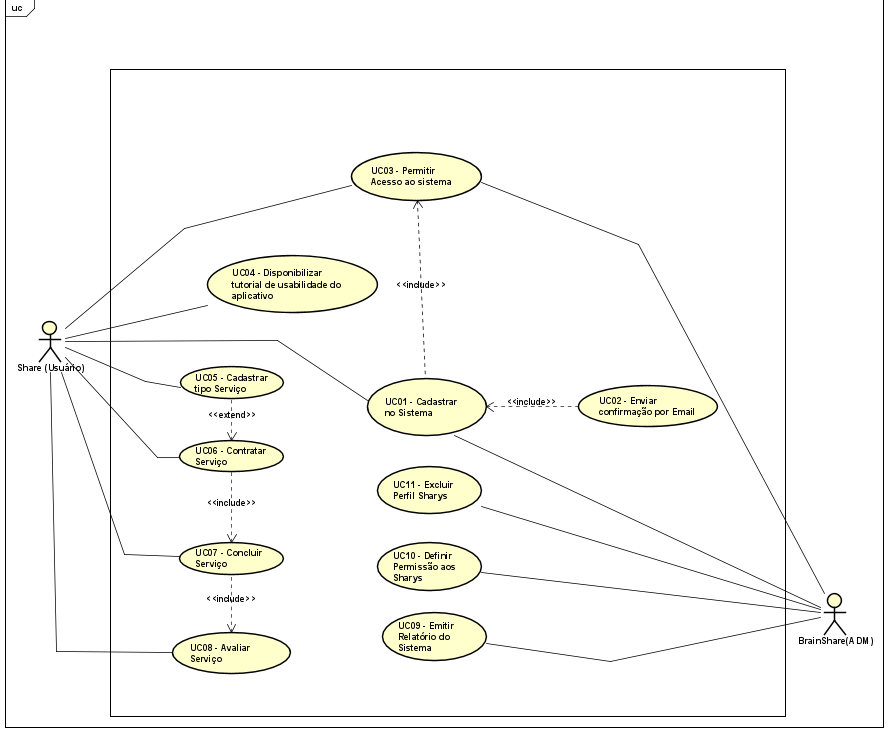 uc
UC03 - Permitir
Acesso ao sistema
UC04 - Disponibilizar
tutorial de usabilidade do
aplicativo
<<include>>
Share (Usuário)
UC05 - Cadastrar
tipo Serviço
<<extend>>
UC01 - Cadastrar
no Sistema
<<include>>
UC02 - Enviar
confirmação por Email
UC06 - Contratar
Serviço
<<include>>
UC11 - Excluir
Perfil Sharys
UC07 - Concluir
Serviço
UC10 - Definir
Permissão aos
Sharys
<<include>>
UC08 - Avaliar
Serviço
UC09 - Emitir
Relatório do
Sistema
BrainShare(ADM)